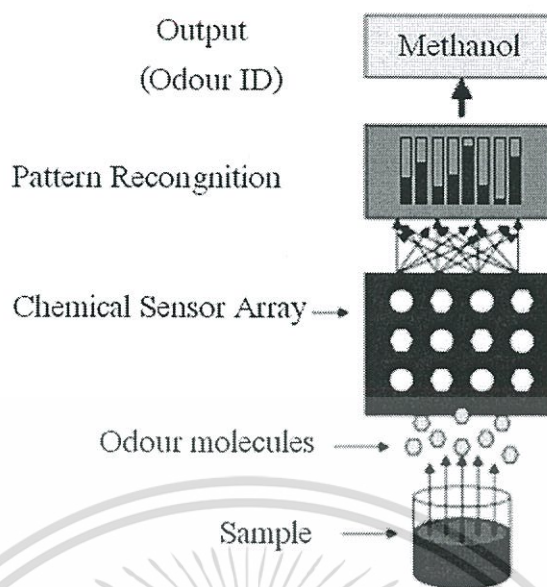 Output
(Odour ID)
Methanol
Pattern Recongnition
Chemical Sensor Array
Odour molecules
Sample